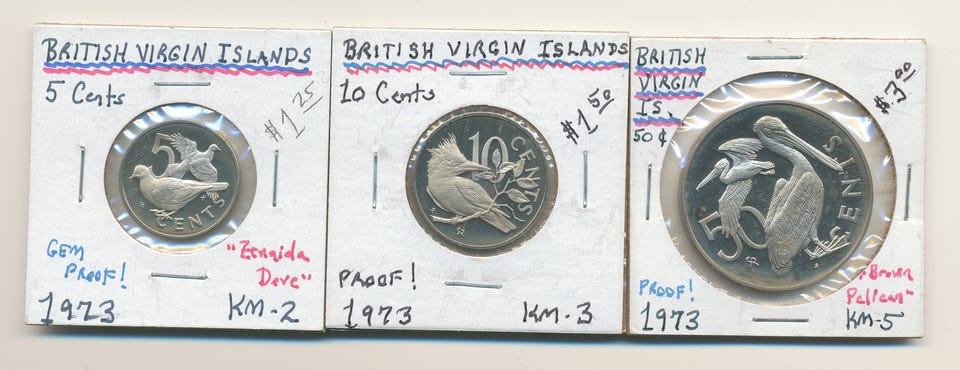 BRITISH VIRGIN ISLANDS
5 Cents
$1.25
5
CENTS
GEM
PROOF!
"Zenaida
Dove"
1973
KM-2
BRITISH VIRGIN ISLANDS
10 Cents
$1.50
10
CENTS
PROOF!
1973
KM-3
BRITISH
VIRGIN
IS.
50¢
$3.00
50
CENTS
PROOF!
"Brown
Pelican"
1973
KM-5